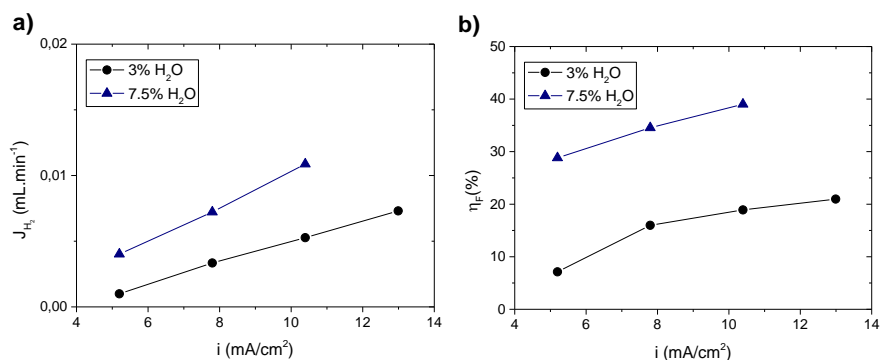 a)
0,02
0,01
0,00
J_H₂ (mL.min⁻¹)
3% H₂O
7.5% H₂O
4 6 8 10 12 14
i (mA/cm²)
b)
50
40
30
20
10
0
η_F(%)
3% H₂O
7.5% H₂O
4 6 8 10 12 14
i (mA/cm²)